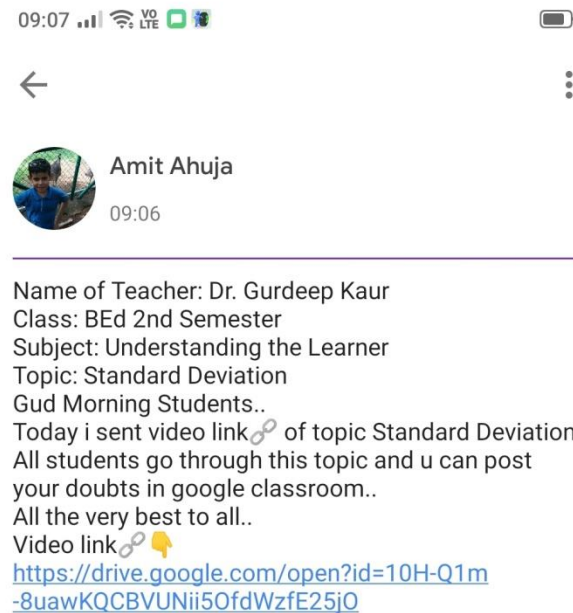 09:07 VO LTE
Amit Ahuja
09:06
Name of Teacher: Dr. Gurdeep Kaur
Class: BEd 2nd Semester
Subject: Understanding the Learner
Topic: Standard Deviation
Gud Morning Students..
Today i sent video link🔗 of topic Standard Deviation
All students go through this topic and u can post
your doubts in google classroom..
All the very best to all..
Video link🔗👇
https://drive.google.com/open?id=10H-Q1m
-8uawKQCBVUNii5OfdWzfE25jO